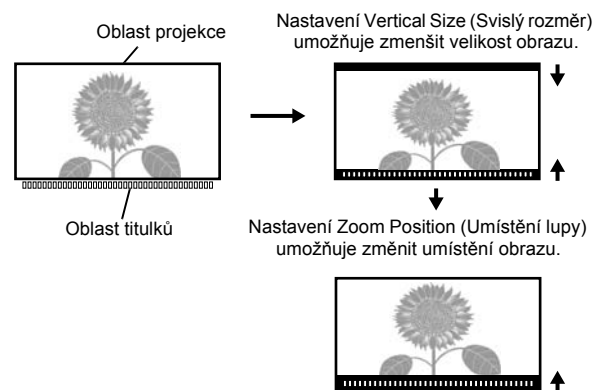 Oblast projekce
Nastavení Vertical Size (Svislý rozměr)
umožňuje zmenšit velikost obrazu.
Oblast titulků
Nastavení Zoom Position (Umístění lupy)
umožňuje změnit umístění obrazu.